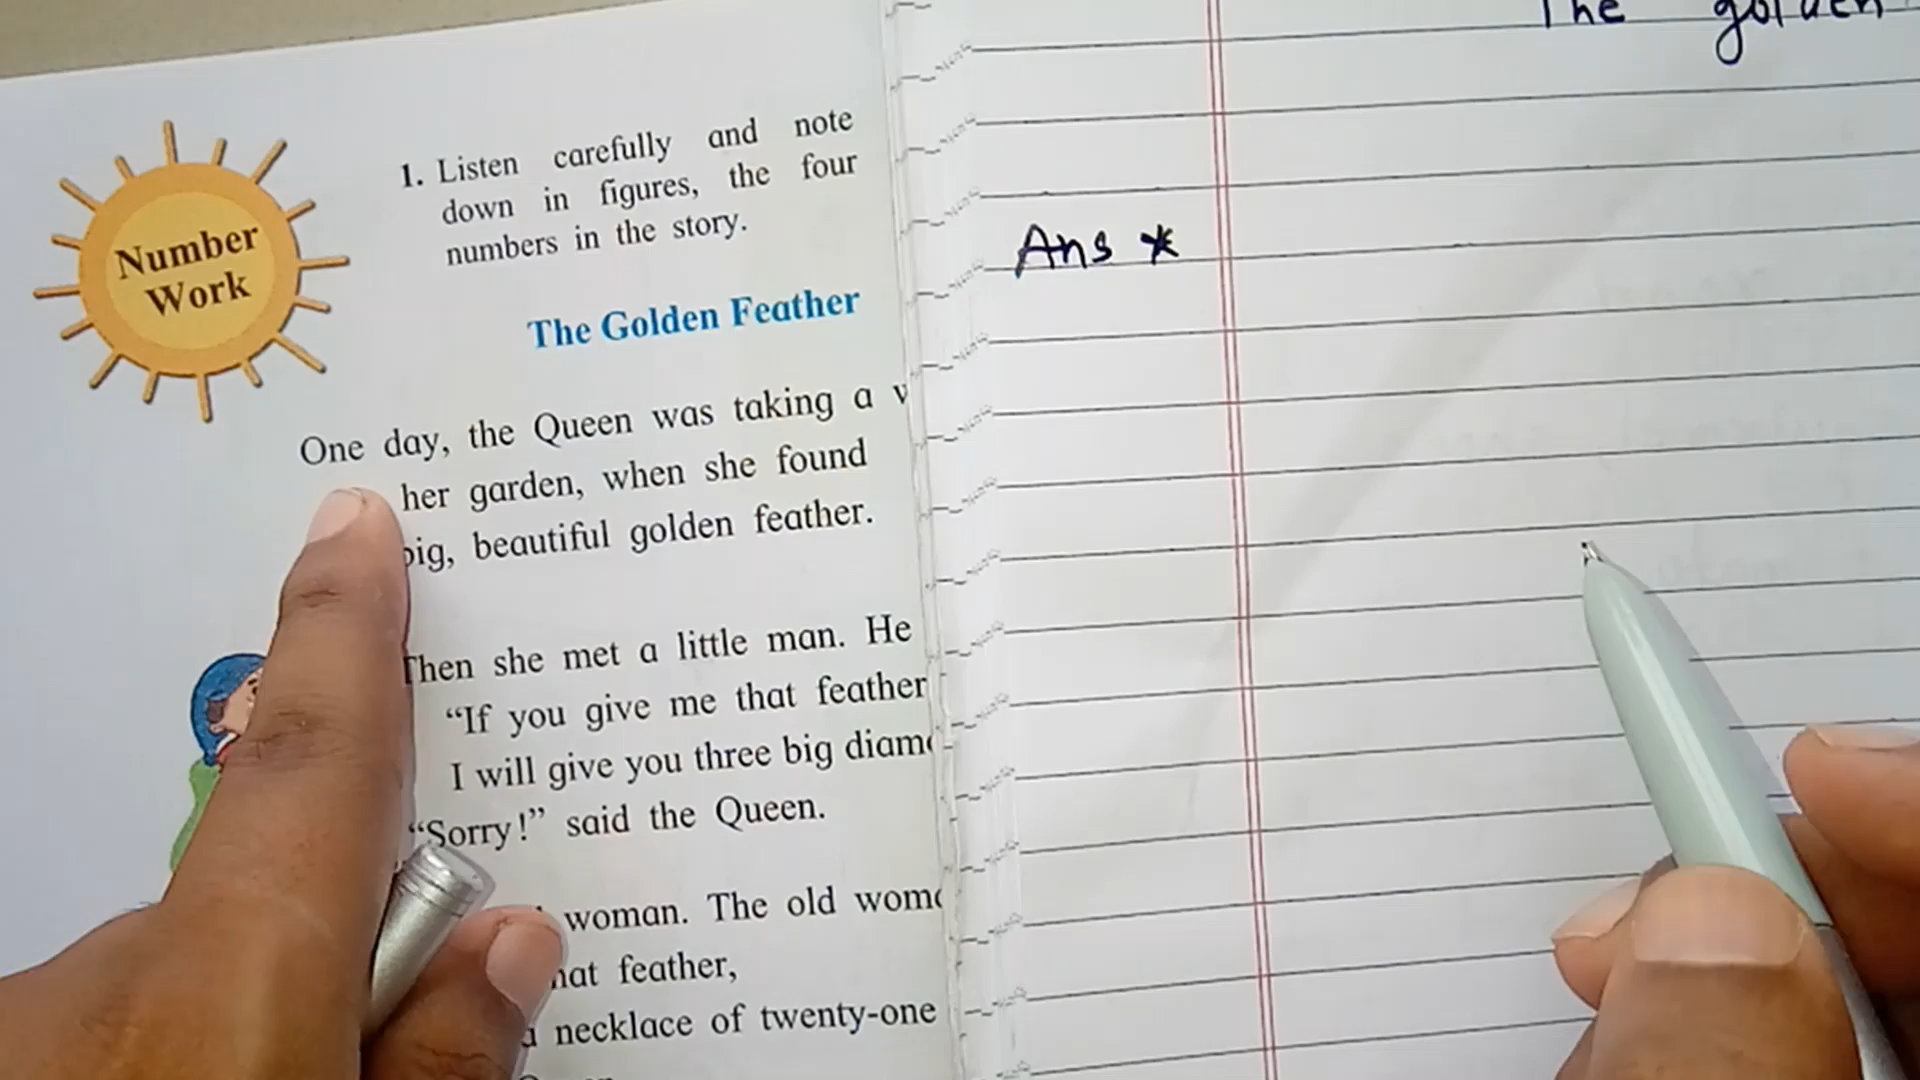 Number
Work
1. Listen carefully and note
down in figures, the four
numbers in the story.
The Golden Feather
One day, the Queen was taking a
her garden, when she found
big, beautiful golden feather.
Then she met a little man. He
“If you give me that feather
I will give you three big
“Sorry!” said the Queen.
woman. The old
feather,
a necklace of twenty-one
The golden
Ans *